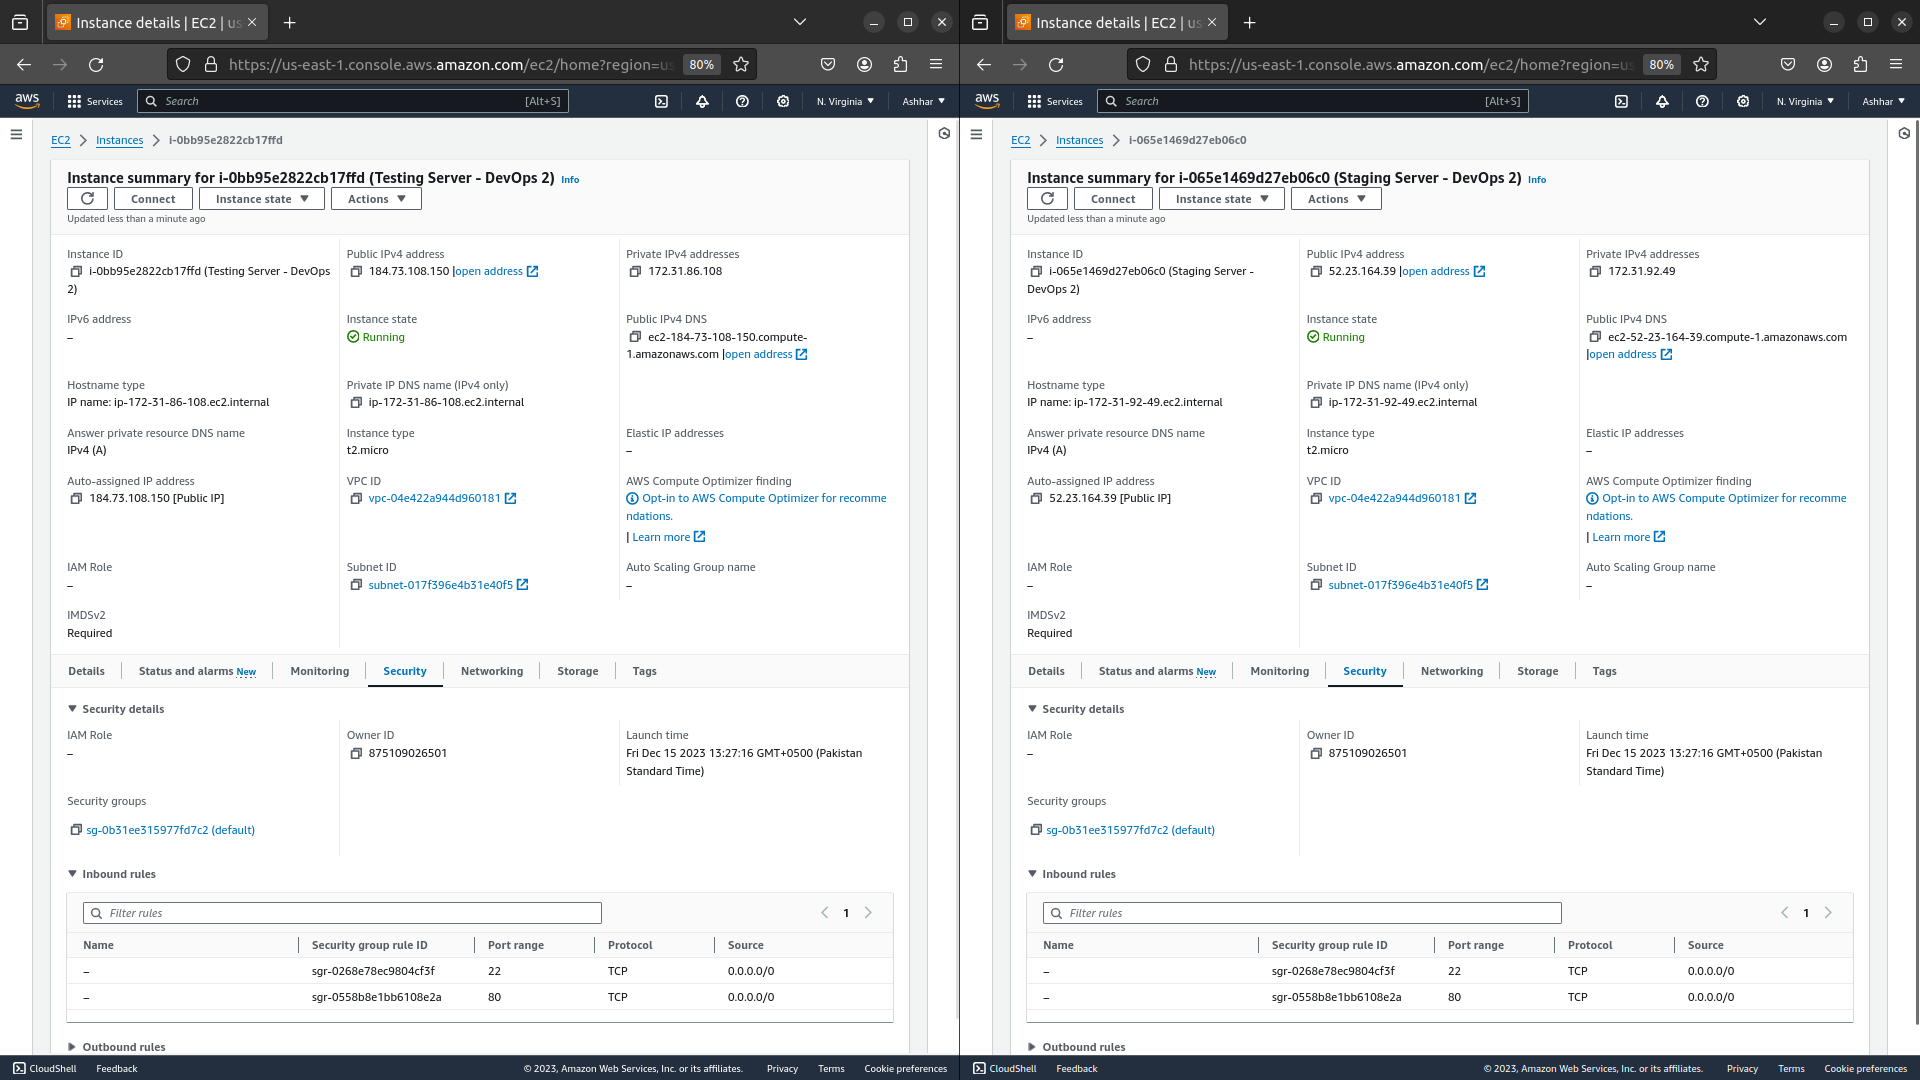 Instance details | EC2 | us
https://us-east-1.console.aws.amazon.com/ec2/home?region=us 80%
aws Services Search [Alt+S] N. Virginia Ashhar
EC2 Instances i-0bb95e2822cb17ffd
Instance summary for i-0bb95e2822cb17ffd (Testing Server - DevOps 2) Info
Connect Instance state Actions
Updated less than a minute ago
Instance ID Public IPv4 address Private IPv4 addresses
i-0bb95e2822cb17ffd (Testing Server - DevOps 184.73.108.150 |open address 172.31.86.108
2)
IPv6 address Instance state Public IPv4 DNS
– Running ec2-184-73-108-150.compute-
1.amazonaws.com |open address
Hostname type Private IP DNS name (IPv4 only)
IP name: ip-172-31-86-108.ec2.internal ip-172-31-86-108.ec2.internal
Answer private resource DNS name Instance type Elastic IP addresses
IPv4 (A) t2.micro –
Auto-assigned IP address VPC ID AWS Compute Optimizer finding
184.73.108.150 [Public IP] vpc-04e422a944d960181 Opt-in to AWS Compute Optimizer for recomme
ndations.
| Learn more
IAM Role Subnet ID Auto Scaling Group name
– subnet-017f396e4b31e40f5 –
IMDSv2
Required
Details Status and alarms New Monitoring Security Networking Storage Tags
Security details
IAM Role Owner ID Launch time
– 875109026501 Fri Dec 15 2023 13:27:16 GMT+0500 (Pakistan
Standard Time)
Security groups
sg-0b31ee315977fd7c2 (default)
Inbound rules
Filter rules 1
Name Security group rule ID Port range Protocol Source
– sgr-0268e78ec9804cf3f 22 TCP 0.0.0.0/0
– sgr-0558b8e1bb6108e2a 80 TCP 0.0.0.0/0
Outbound rules
CloudShell Feedback © 2023, Amazon Web Services, Inc. or its affiliates. Privacy Terms Cookie preferences
Instance details | EC2 | us
https://us-east-1.console.aws.amazon.com/ec2/home?region=us 80%
aws Services Search [Alt+S] N. Virginia Ashhar
EC2 Instances i-065e1469d27eb06c0
Instance summary for i-065e1469d27eb06c0 (Staging Server - DevOps 2) Info
Connect Instance state Actions
Updated less than a minute ago
Instance ID Public IPv4 address Private IPv4 addresses
i-065e1469d27eb06c0 (Staging Server - 52.23.164.39 |open address 172.31.92.49
DevOps 2)
IPv6 address Instance state Public IPv4 DNS
– Running ec2-52-23-164-39.compute-1.amazonaws.com
|open address
Hostname type Private IP DNS name (IPv4 only)
IP name: ip-172-31-92-49.ec2.internal ip-172-31-92-49.ec2.internal
Answer private resource DNS name Instance type Elastic IP addresses
IPv4 (A) t2.micro –
Auto-assigned IP address VPC ID AWS Compute Optimizer finding
52.23.164.39 [Public IP] vpc-04e422a944d960181 Opt-in to AWS Compute Optimizer for recomme
ndations.
| Learn more
IAM Role Subnet ID Auto Scaling Group name
– subnet-017f396e4b31e40f5 –
IMDSv2
Required
Details Status and alarms New Monitoring Security Networking Storage Tags
Security details
IAM Role Owner ID Launch time
– 875109026501 Fri Dec 15 2023 13:27:16 GMT+0500 (Pakistan
Standard Time)
Security groups
sg-0b31ee315977fd7c2 (default)
Inbound rules
Filter rules 1
Name Security group rule ID Port range Protocol Source
– sgr-0268e78ec9804cf3f 22 TCP 0.0.0.0/0
– sgr-0558b8e1bb6108e2a 80 TCP 0.0.0.0/0
Outbound rules
CloudShell Feedback © 2023, Amazon Web Services, Inc. or its affiliates. Privacy Terms Cookie preferences